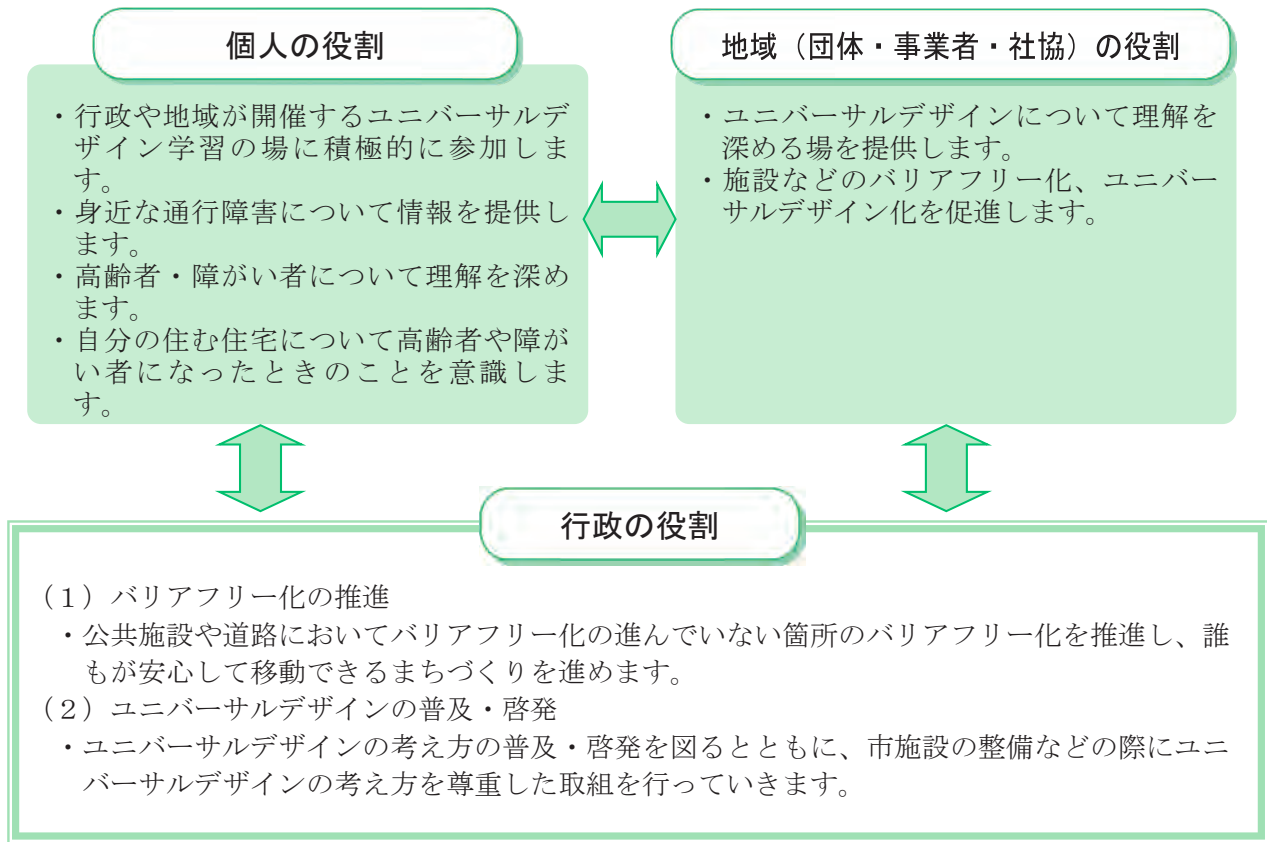 個人の役割
・行政や地域が開催するユニバーサルデ
ザイン学習の場に積極的に参加しま
す。
・身近な通行障害について情報を提供し
ます。
・高齢者・障がい者について理解を深め
ます。
・自分の住む住宅について高齢者や障が
い者になったときのことを意識しま
す。
地域（団体・事業者・社協）の役割
・ユニバーサルデザインについて理解を
深める場を提供します。
・施設などのバリアフリー化、ユニバー
サルデザイン化を促進します。
行政の役割
（１）バリアフリー化の推進
・公共施設や道路においてバリアフリー化の進んでいない箇所のバリアフリー化を推進し、誰
もが安心して移動できるまちづくりを進めます。
（２）ユニバーサルデザインの普及・啓発
・ユニバーサルデザインの考え方の普及・啓発を図るとともに、市施設の整備などの際にユニ
バーサルデザインの考え方を尊重した取組を行っていきます。